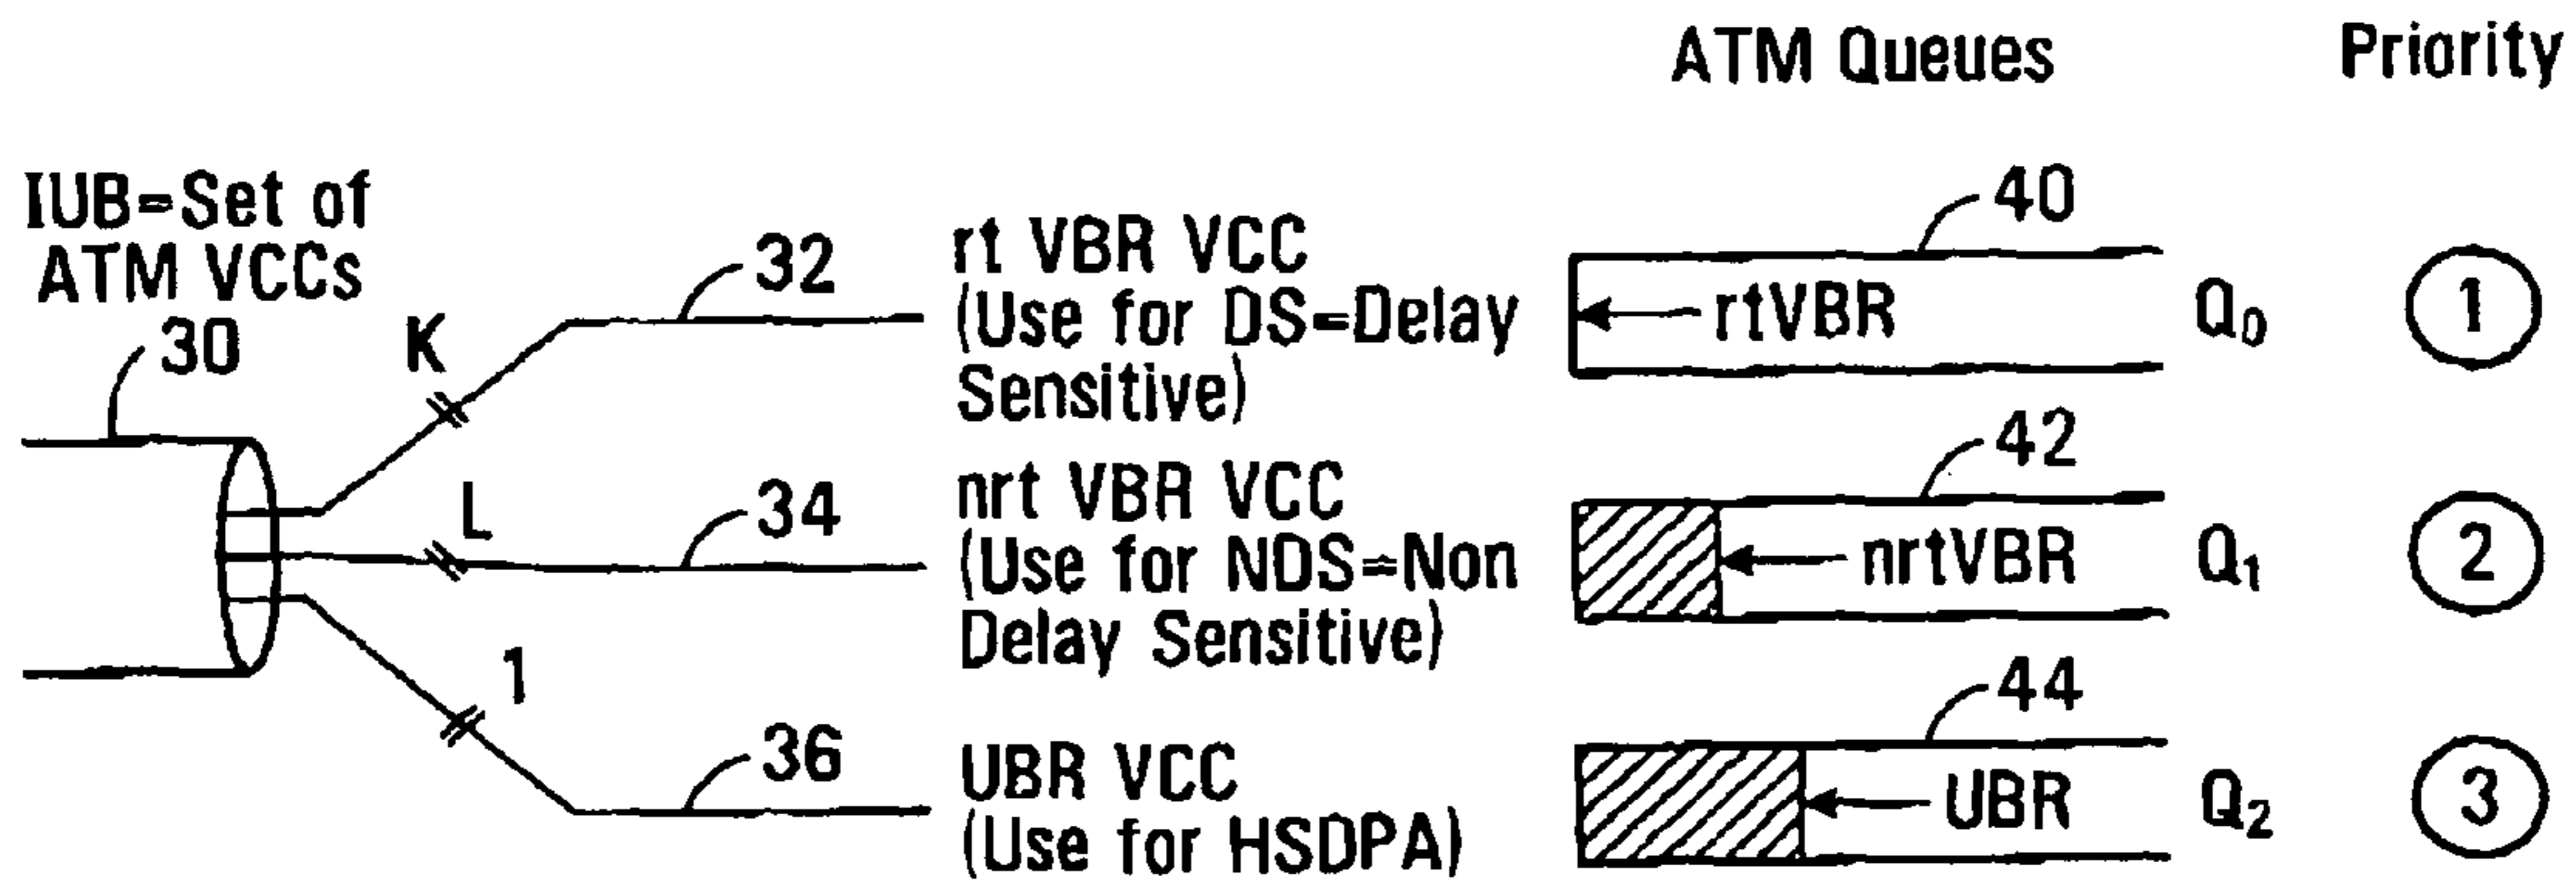 ATM Queues
Priority
IUB=Set of
ATM VCCs
30
K
32
rt VBR VCC
(Use for DS=Delay
Sensitive)
40
rtVBR
Q0
1
L
34
nrt VBR VCC
(Use for NDS=Non
Delay Sensitive)
42
nrtVBR
Q1
2
1
36
UBR VCC
(Use for HSDPA)
44
UBR
Q2
3